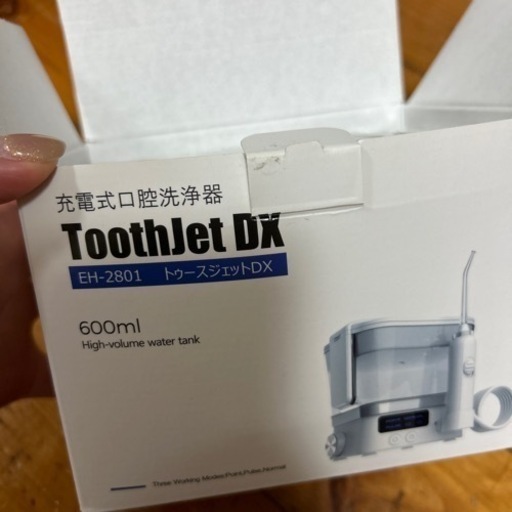 充電式口腔洗浄器
ToothJet DX
EH-2801 トゥースジェットDX
600ml
High-volume water tank
Three Working Modes:Point,Pulse,Normal